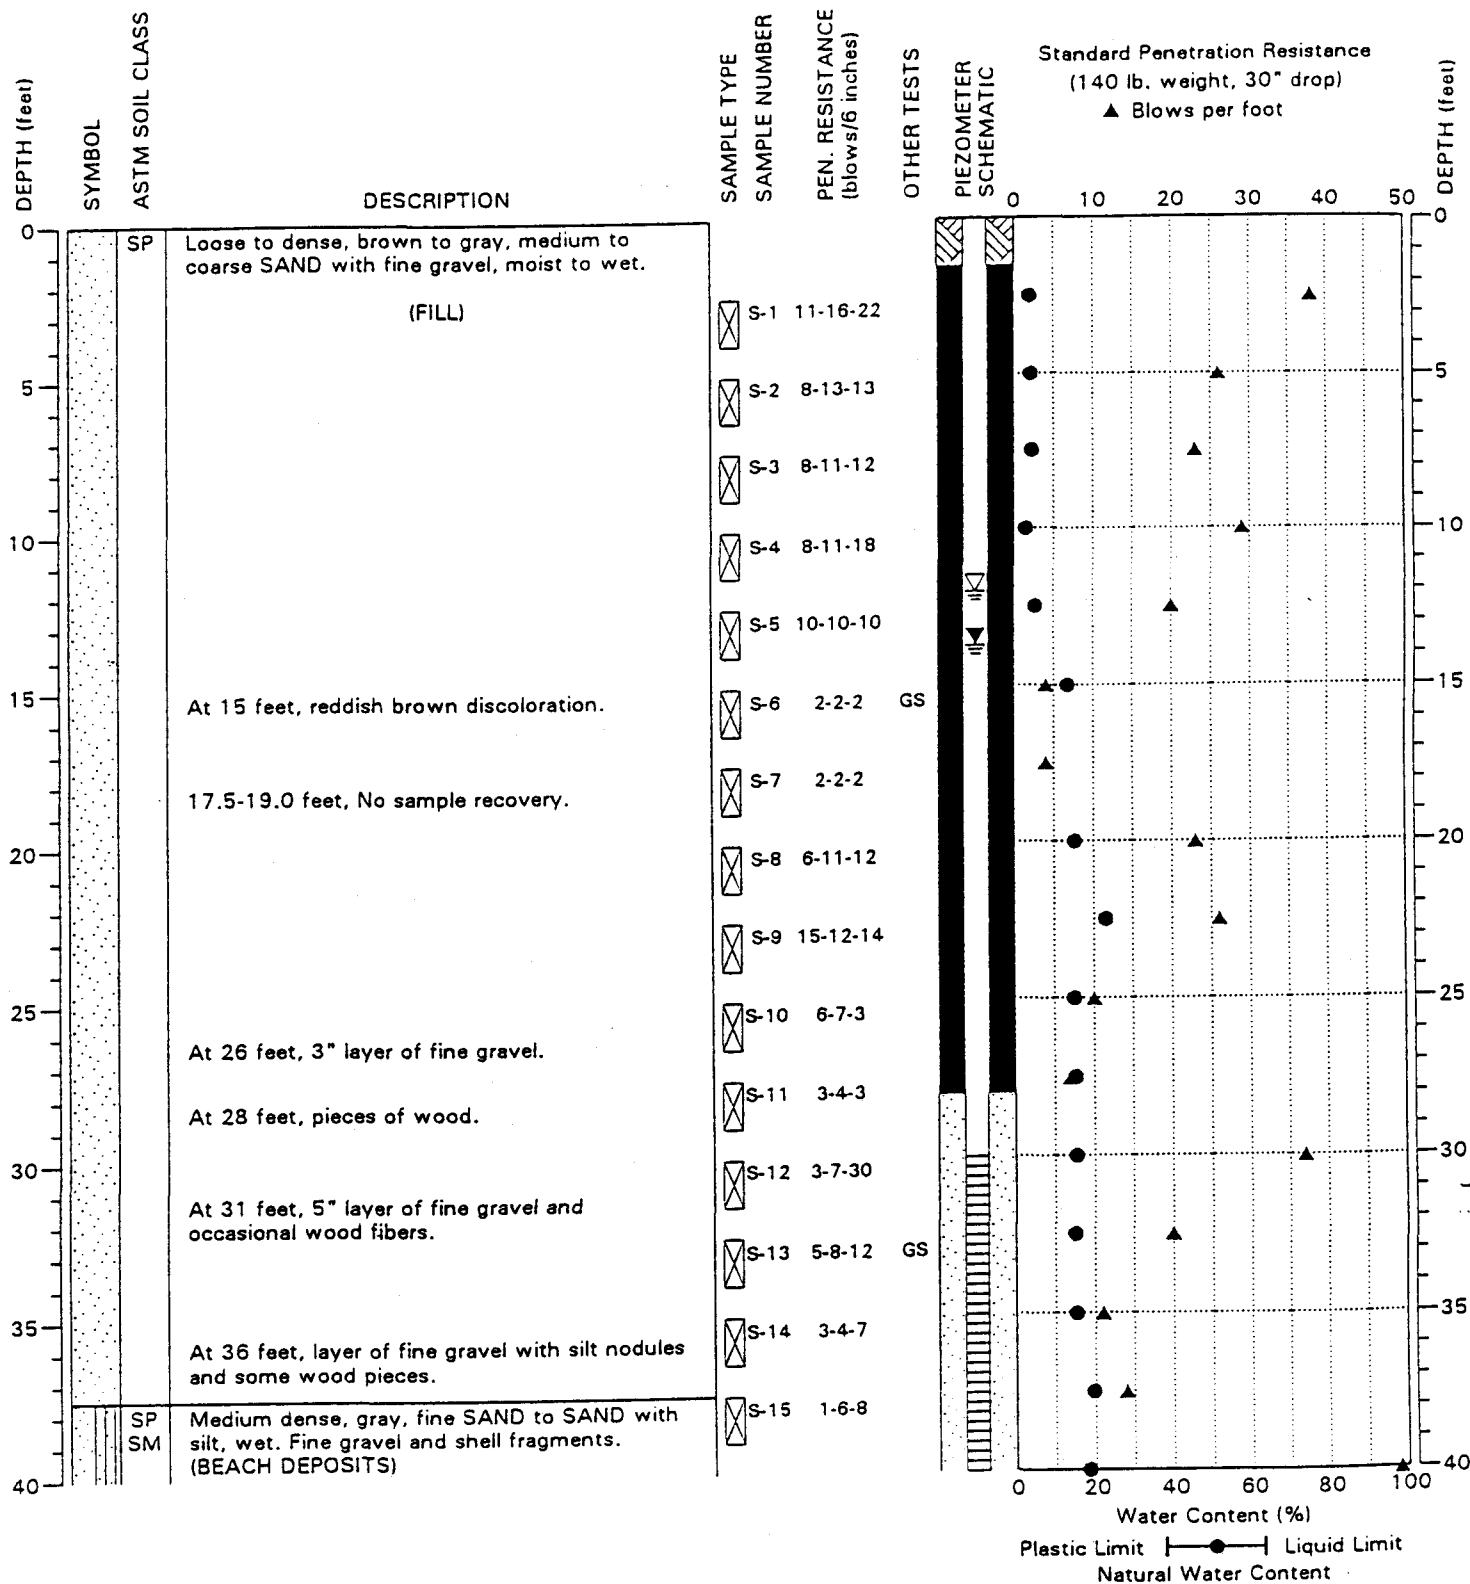 DEPTH (feet)
SYMBOL
ASTM SOIL CLASS
DESCRIPTION
SAMPLE TYPE
SAMPLE NUMBER
PEN. RESISTANCE
(blows/6 inches)
OTHER TESTS
PIEZOMETER
SCHEMATIC
Standard Penetration Resistance
(140 lb. weight, 30" drop)
▲ Blows per foot
DEPTH (feet)
0 10 20 30 40 50
0
SP
Loose to dense, brown to gray, medium to
coarse SAND with fine gravel, moist to wet.
0
(FILL)
S-1 11-16-22
5
S-2 8-13-13
5
S-3 8-11-12
10
S-4 8-11-18
10
S-5 10-10-10
15
At 15 feet, reddish brown discoloration.
S-6 2-2-2 GS
15
17.5-19.0 feet, No sample recovery.
S-7 2-2-2
20
S-8 6-11-12
20
S-9 15-12-14
25
S-10 6-7-3
25
At 26 feet, 3" layer of fine gravel.
S-11 3-4-3
At 28 feet, pieces of wood.
30
S-12 3-7-30
30
At 31 feet, 5" layer of fine gravel and
occasional wood fibers.
S-13 5-8-12 GS
35
S-14 3-4-7
35
At 36 feet, layer of fine gravel with silt nodules
and some wood pieces.
SP
SM
Medium dense, gray, fine SAND to SAND with
silt, wet. Fine gravel and shell fragments.
(BEACH DEPOSITS)
S-15 1-6-8
40
40
0 20 40 60 80 100
Water Content (%)
Plastic Limit Liquid Limit
Natural Water Content